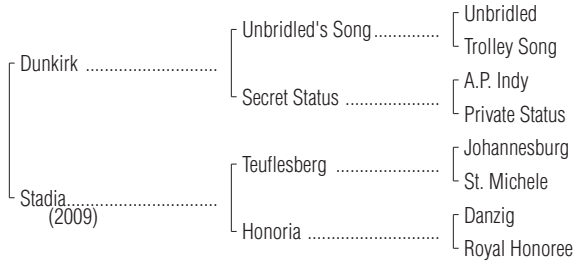 Unbridled
Unbridled's Song..............
Trolley Song
Dunkirk ............................
A.P. Indy
Secret Status ....................
Private Status
Johannesburg
Teuflesberg ......................
St. Michele
Stadia................................
(2009)
Danzig
Honoria ............................
Royal Honoree